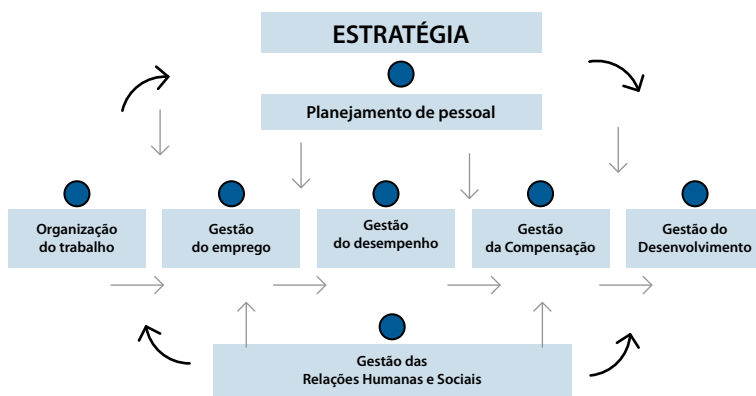 ESTRATÉGIA
Planejamento de pessoal
Organização
do trabalho
Gestão
do emprego
Gestão
do desempenho
Gestão
da Compensação
Gestão do
Desenvolvimento
Gestão das
Relações Humanas e Sociais